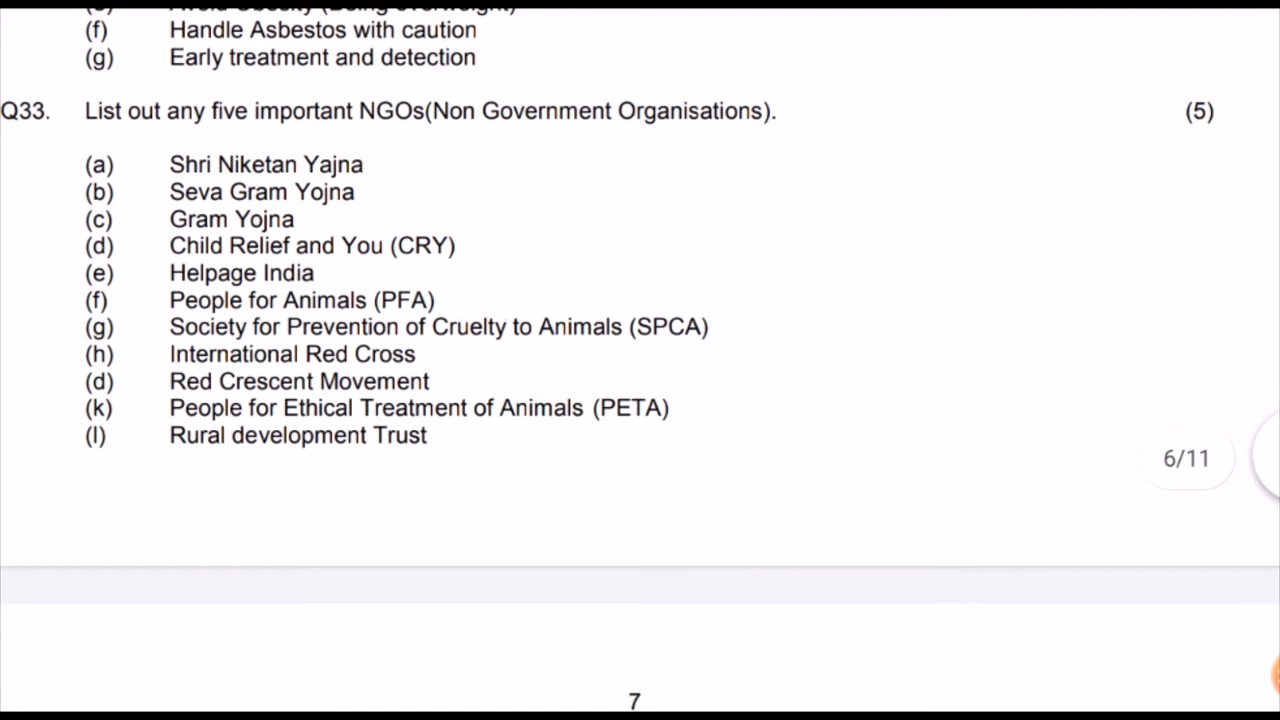 (f) Handle Asbestos with caution
(g) Early treatment and detection
Q33. List out any five important NGOs(Non Government Organisations). (5)
(a) Shri Niketan Yajna
(b) Seva Gram Yojna
(c) Gram Yojna
(d) Child Relief and You (CRY)
(e) Helpage India
(f) People for Animals (PFA)
(g) Society for Prevention of Cruelty to Animals (SPCA)
(h) International Red Cross
(d) Red Crescent Movement
(k) People for Ethical Treatment of Animals (PETA)
(l) Rural development Trust
6/11
7